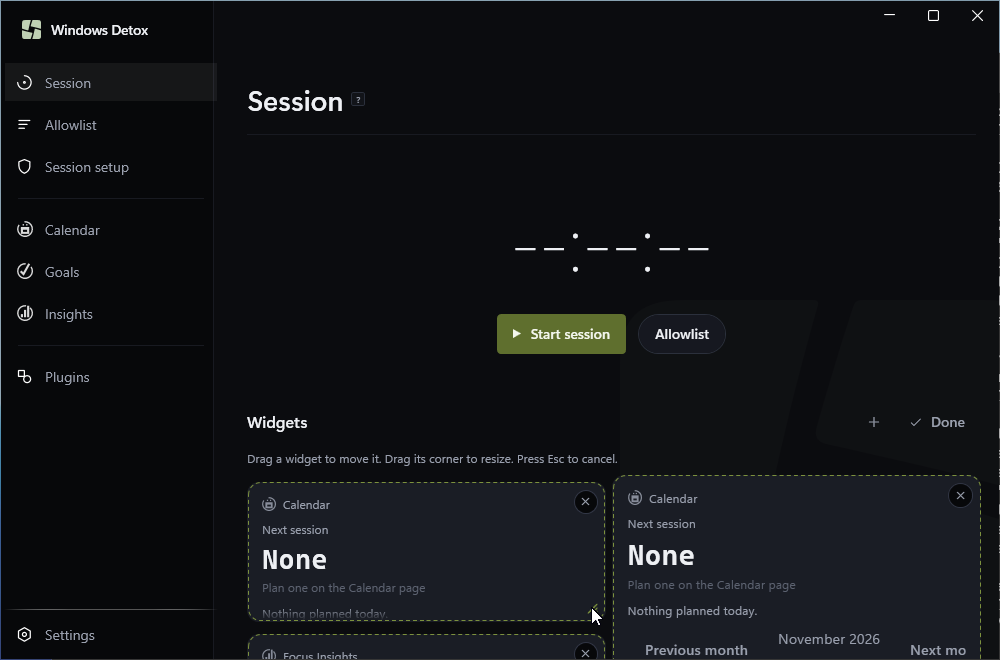 Windows Detox
Session
Allowlist
Session setup
Calendar
Goals
Insights
Plugins
Settings
Session ?
--:--:--
Start session
Allowlist
Widgets
+ Done
Drag a widget to move it. Drag its corner to resize. Press Esc to cancel.
Calendar
Next session
None
Plan one on the Calendar page
Nothing planned today.
Focus Insights
Calendar
Next session
None
Plan one on the Calendar page
Nothing planned today.
November 2026
Previous month
Next mo